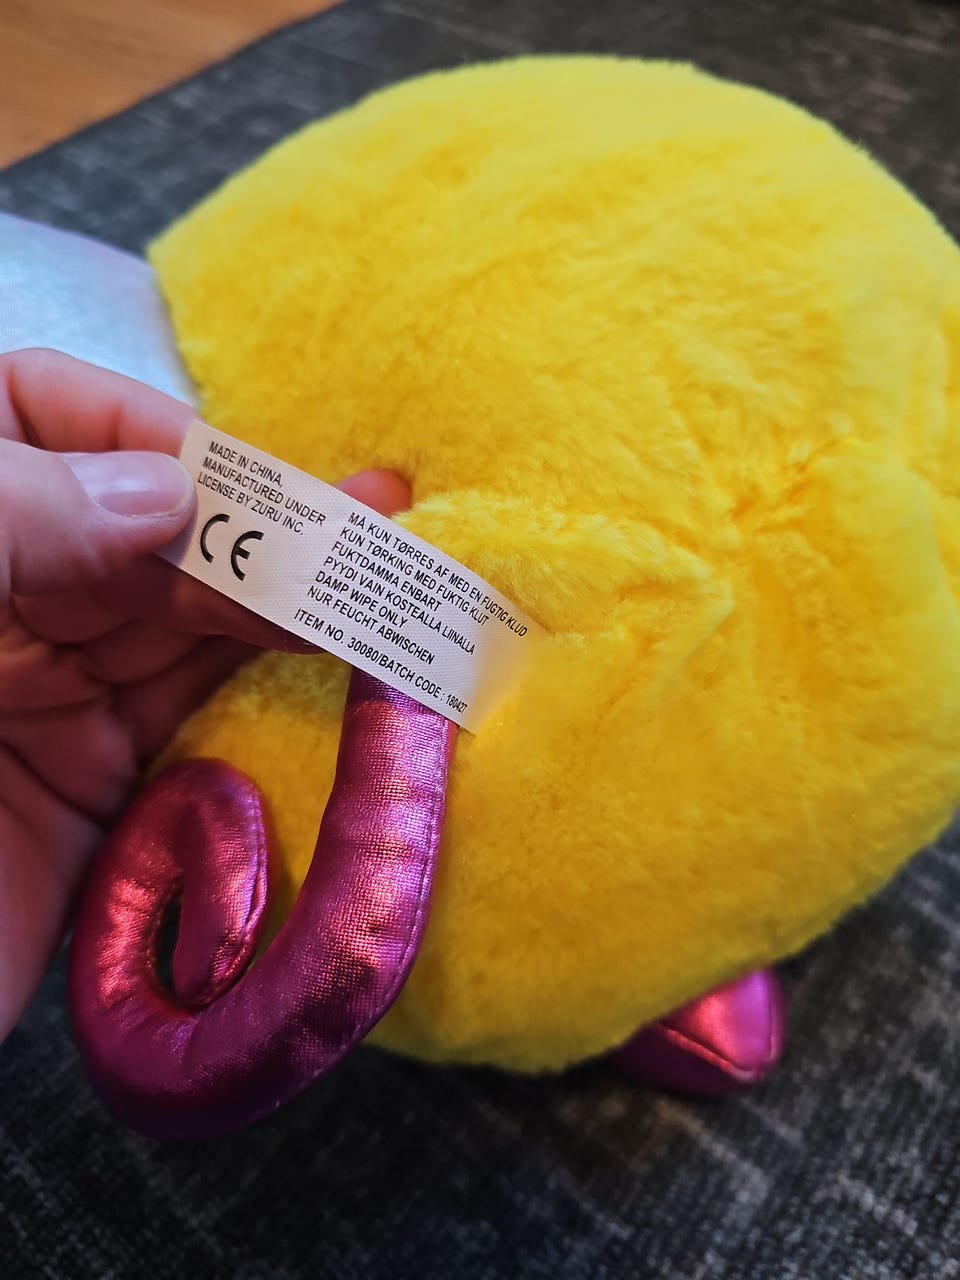 MADE IN CHINA,
MANUFACTURED UNDER
LICENSE BY ZURU INC.
CE
MÅ KUN TØRRES AF MED EN FUGTIG KLUD
KUN TØRKING MED FUKTIG KLUT
FUKTDAMMA ENBART
PYYDI VAIN KOSTEALLA LIINALLA
DAMP WIPE ONLY
NUR FEUCHT ABWISCHEN
ITEM NO. 30080/BATCH CODE : 180427